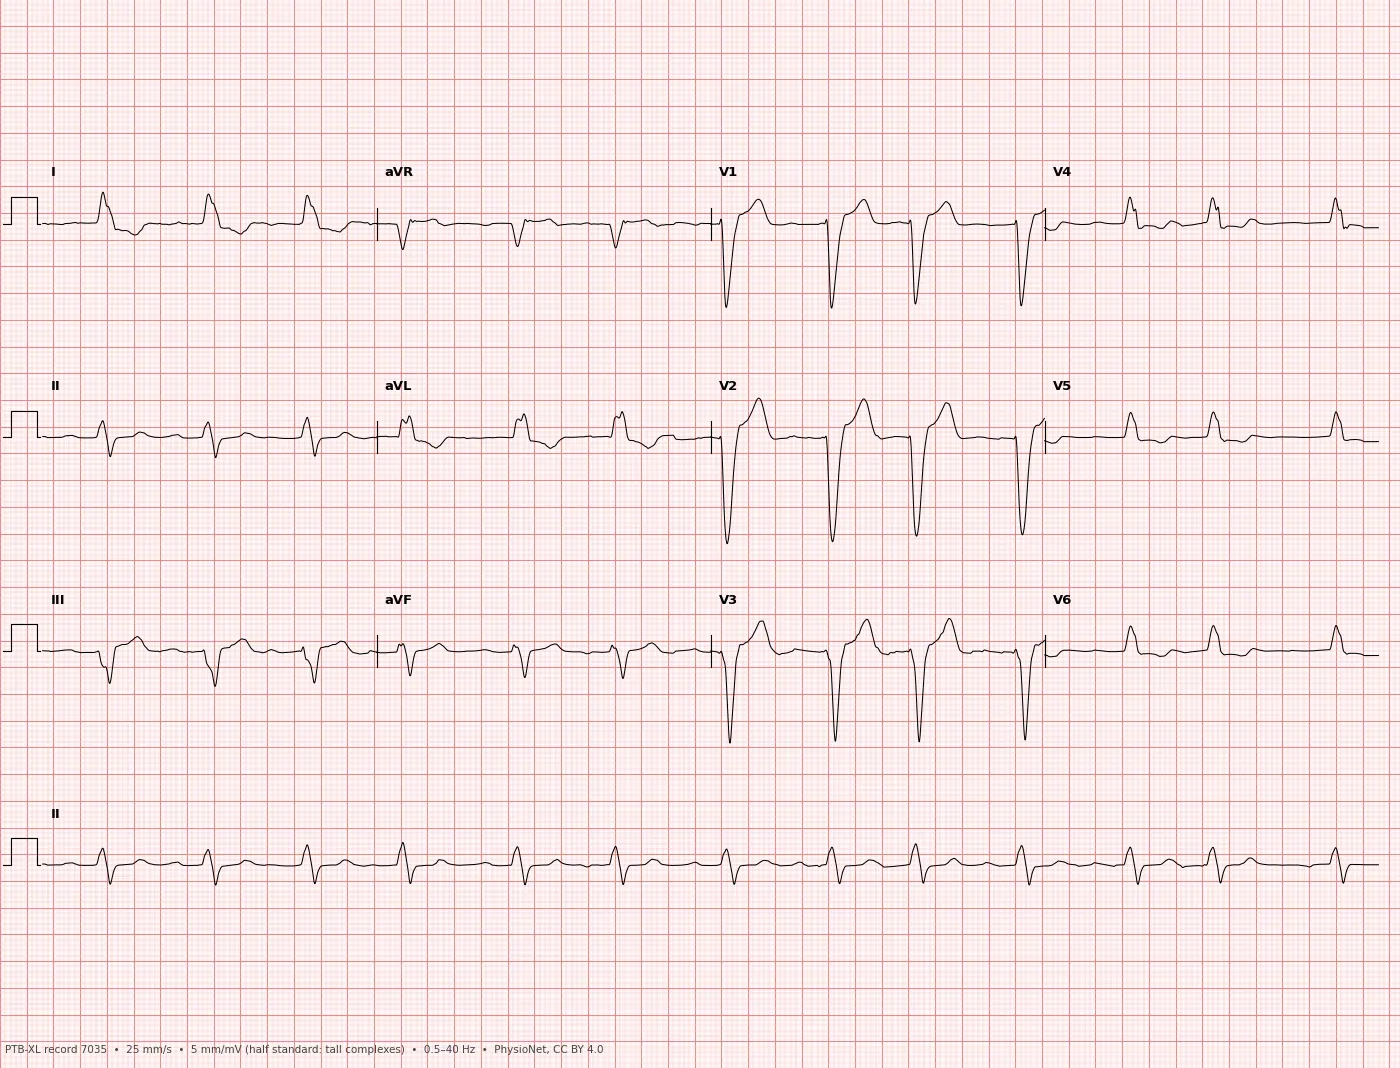 I aVR V1 V4
II aVL V2 V5
III aVF V3 V6
II
PTB-XL record 7035 • 25 mm/s • 5 mm/mV (half standard: tall complexes) • 0.5–40 Hz • PhysioNet, CC BY 4.0